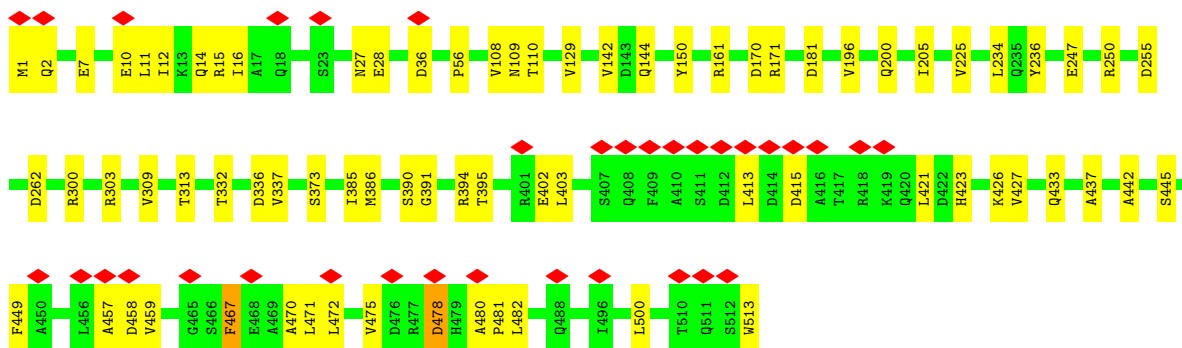 M1 Q2 E7 E10 L11 I12 K13 Q14 R15 I16 A17 Q18 S23 N27 E28 D36 P56 V108 N109 T110 V129 V142 D143 Q144 Y150 R161 D170 R171 D181 V196 Q200 I205 V225 L234 Q235 Y236 E247 R250 D255
D262 R300 R303 V309 T313 T332 D336 V337 S373 I385 M386 S390 G391 R394 T395 R401 E402 L403 S407 Q408 F409 A410 S411 D412 L413 D414 D415 A416 T417 R418 K419 Q420 L421 D422 H423 K426 V427 Q433 A437 A442 S445
F449 A450 L456 A457 D458 V459 G465 S466 F467 E468 A469 A470 L471 L472 V475 D476 R477 D478 H479 A480 P481 L482 Q488 I496 L500 T510 Q511 S512 W513